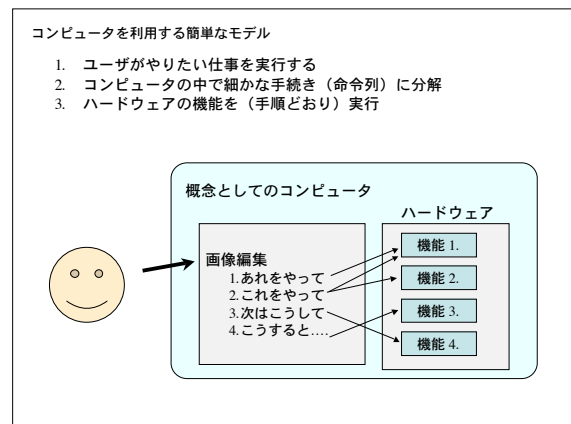 コンピュータを利用する簡単なモデル
1. ユーザがやりたい仕事を実行する
2. コンピュータの中で細かな手続き（命令列）に分解
3. ハードウェアの機能を（手順どおり）実行
概念としてのコンピュータ
ハードウェア
画像編集
1.あれをやって
2.これをやって
3.次はこうして
4.こうすると....
機能 1.
機能 2.
機能 3.
機能 4.